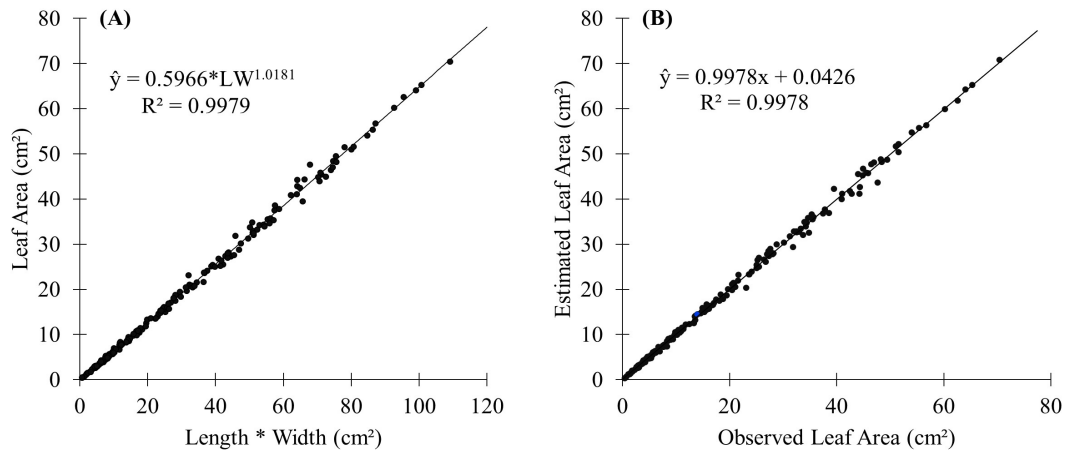 (A)
ŷ = 0.5966*LW^1.0181
R² = 0.9979
Leaf Area (cm²)
80
70
60
50
40
30
20
10
0
0 20 40 60 80 100 120
Length * Width (cm²)
(B)
ŷ = 0.9978x + 0.0426
R² = 0.9978
Estimated Leaf Area (cm²)
80
70
60
50
40
30
20
10
0
0 20 40 60 80
Observed Leaf Area (cm²)